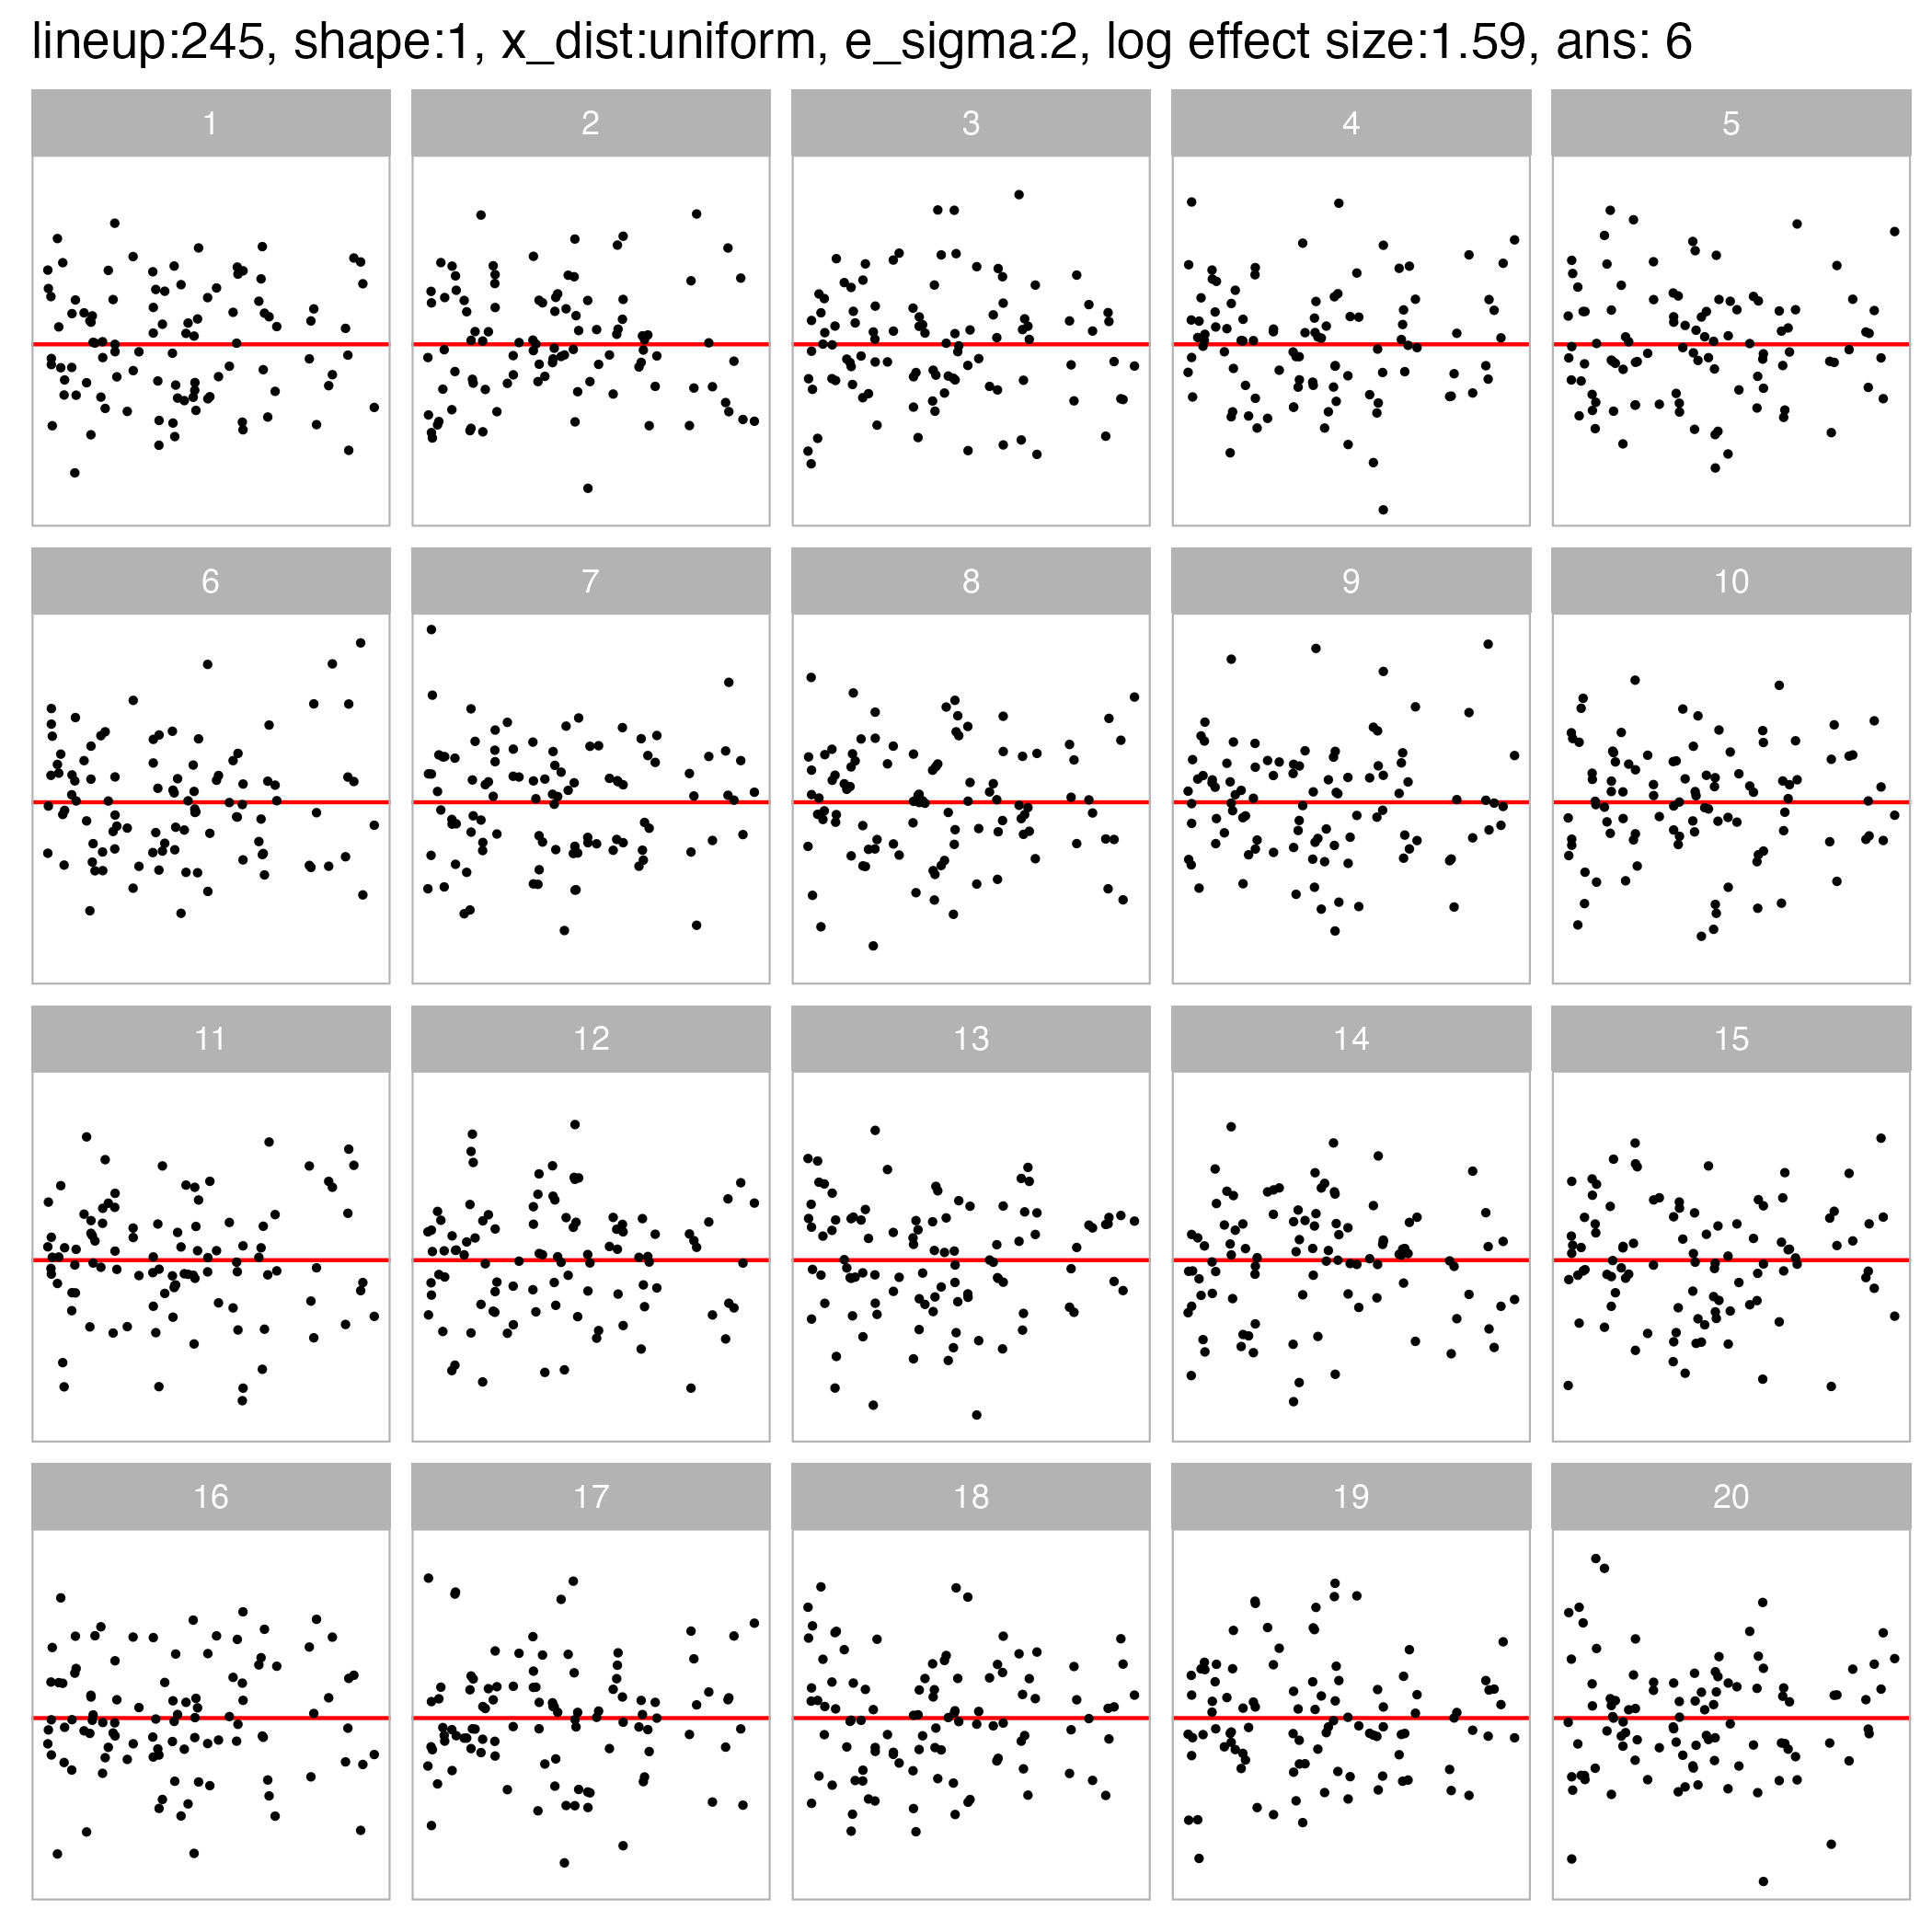 lineup:245, shape:1, x_dist:uniform, e_sigma:2, log effect size:1.59, ans: 6
1 2 3 4 5
6 7 8 9 10
11 12 13 14 15
16 17 18 19 20